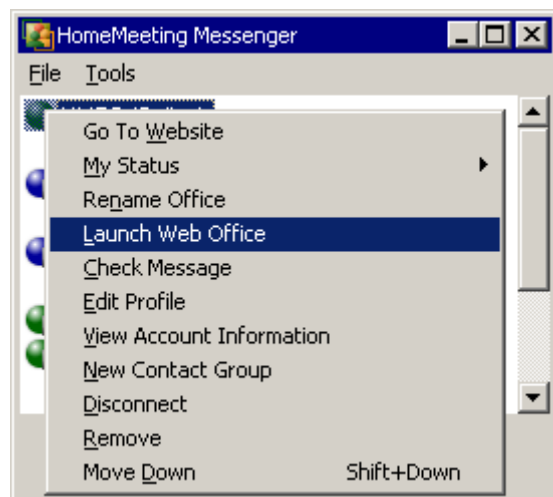 HomeMeeting Messenger
File Tools
Go To Website
My Status
Rename Office
Launch Web Office
Check Message
Edit Profile
View Account Information
New Contact Group
Disconnect
Remove
Move Down Shift+Down